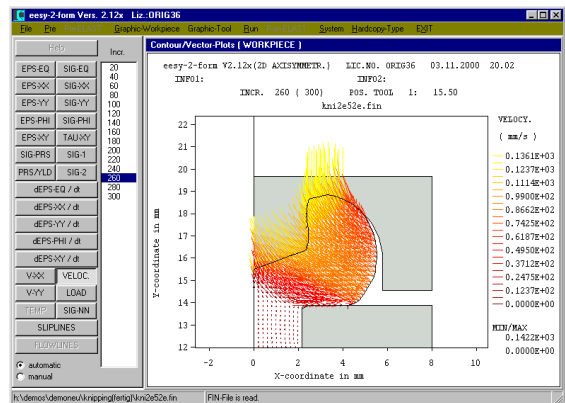 eesy-2-form Vers. 2.12x Liz.:ORIG36
File Pre Graphic-Workpiece Graphic-Tool Run System Hardcopy-Type EXIT
Help
Incr.
EPS-EQ SIG-EQ
EPS-XX SIG-XX
EPS-YY SIG-YY
EPS-PHI SIG-PHI
EPS-XY TAU-XY
SIG-PRS SIG-1
PRS/YLD SIG-2
dEPS-EQ / dt
dEPS-XX / dt
dEPS-YY / dt
dEPS-PHI / dt
dEPS-XY / dt
V-XX VELOC.
V-YY LOAD
TEMP SIG-NN
SLIPLINES
FLOWLINES
automatic
manual
20
40
60
80
100
120
140
160
180
200
220
240
260
280
300
Contour/Vector-Plots ( WORKPIECE )
eesy-2-form V2.12x(2D AXISYMMETR.) LIC.NO. ORIG36 03.11.2000 20.02
INFO1: INFO2:
INCR. 260 ( 300) POS. TOOL 1: 15.50
kni2e52e.fin
22
21
20
19
18
17
16
15
14
13
12
Y-coordinate in mm
-2 0 2 4 6 8 10
X-coordinate in mm
VELOCY.
( mm/s )
0.1361E+03
0.1237E+03
0.1114E+03
0.9900E+02
0.8662E+02
0.7425E+02
0.6187E+02
0.4950E+02
0.3712E+02
0.2475E+02
0.1237E+02
0.0000E+00
MIN/MAX
0.1422E+03
0.0000E+00
h:\demos\demoneu\knipping(fertig)\kni2e52e.fin FIN-File is read.